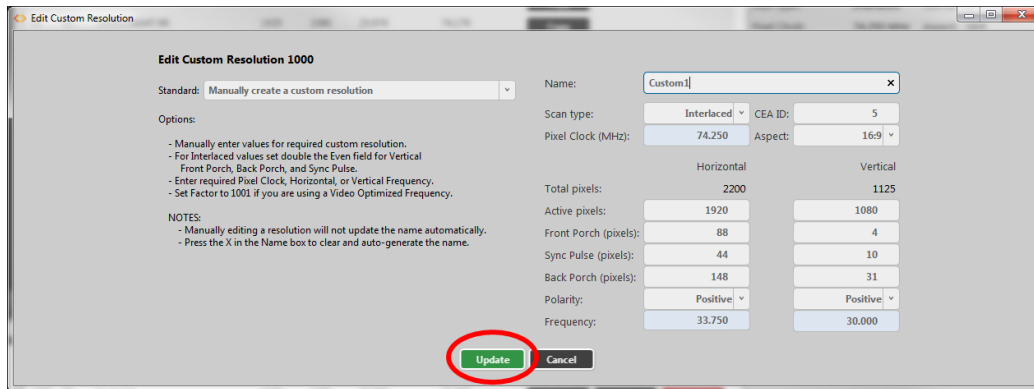 Edit Custom Resolution
Edit Custom Resolution 1000
Standard: Manually create a custom resolution
Options:
- Manually enter values for required custom resolution.
- For Interlaced values set double the Even field for Vertical
Front Porch, Back Porch, and Sync Pulse.
- Enter required Pixel Clock, Horizontal, or Vertical Frequency.
- Set Factor to 1001 if you are using a Video Optimized Frequency.
NOTES:
- Manually editing a resolution will not update the name automatically.
- Press the X in the Name box to clear and auto-generate the name.
Name: Custom1
Scan type: Interlaced CEA ID: 5
Pixel Clock (MHz): 74.250 Aspect: 16:9
Horizontal Vertical
Total pixels: 2200 1125
Active pixels: 1920 1080
Front Porch (pixels): 88 4
Sync Pulse (pixels): 44 10
Back Porch (pixels): 148 31
Polarity: Positive Positive
Frequency: 33.750 30.000
Update Cancel